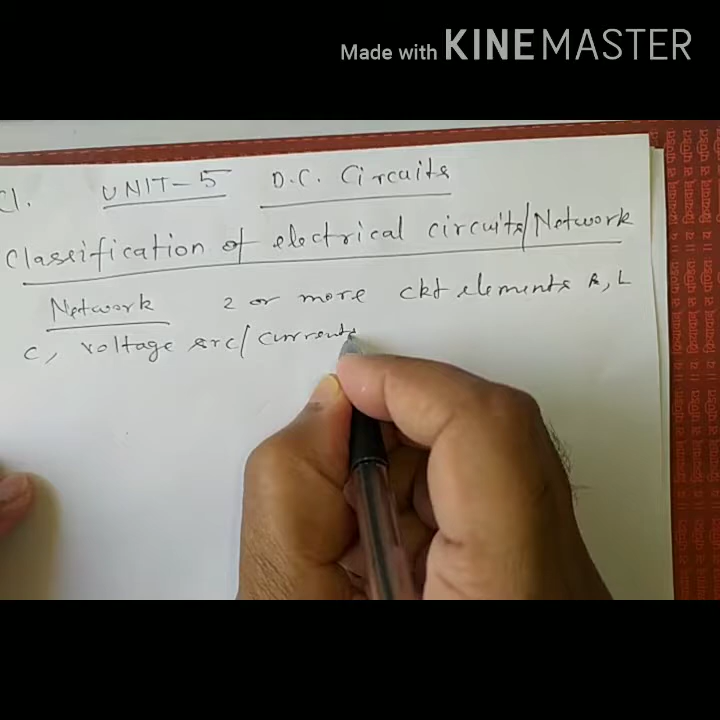 Made with KINEMASTER
C1. UNIT-5 D.C. Circuits
Classification of electrical circuits/Network
Network 2 or more ckt elements R, L
C, voltage src/currents